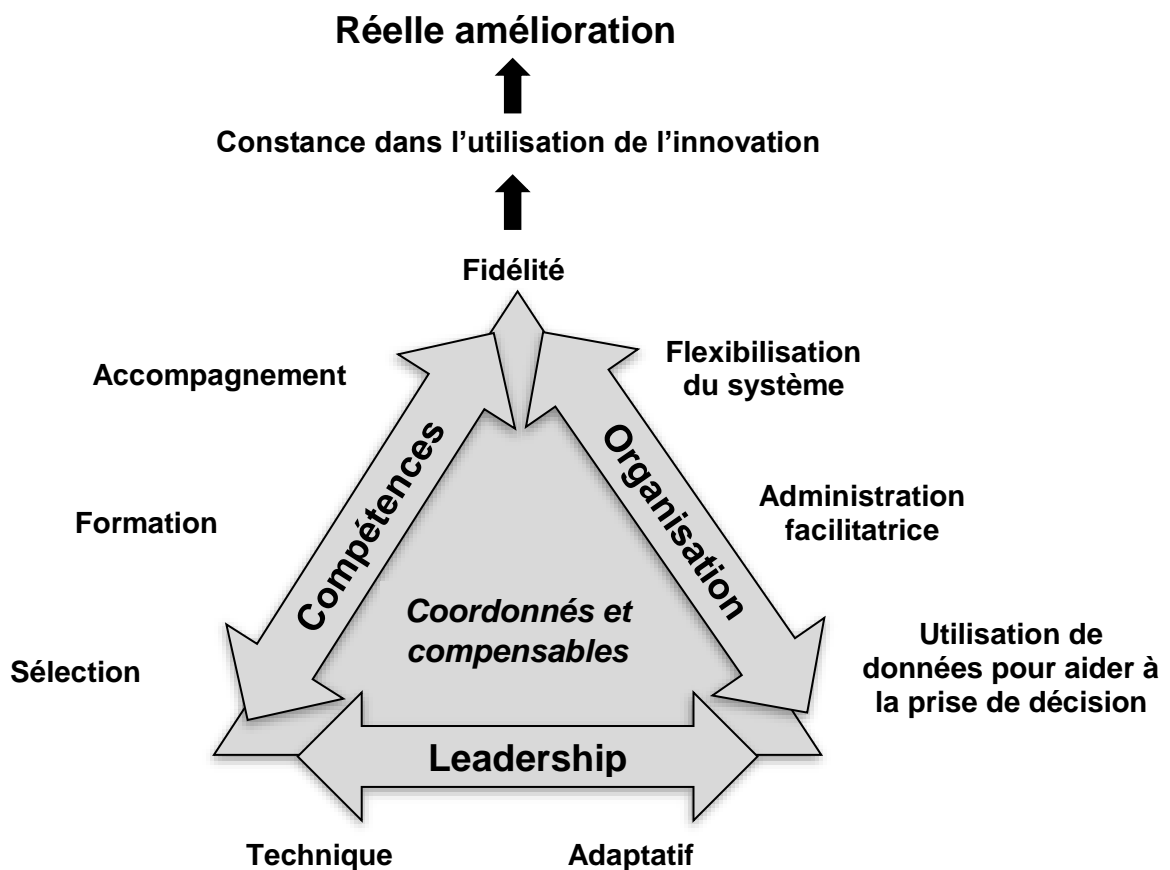 Réelle amélioration
Constance dans l’utilisation de l’innovation
Fidélité
Accompagnement
Flexibilisation
du système
Compétences
Organisation
Formation
Administration
facilitatrice
Coordonnés et
compensables
Sélection
Utilisation de
données pour aider à
la prise de décision
Leadership
Technique
Adaptatif